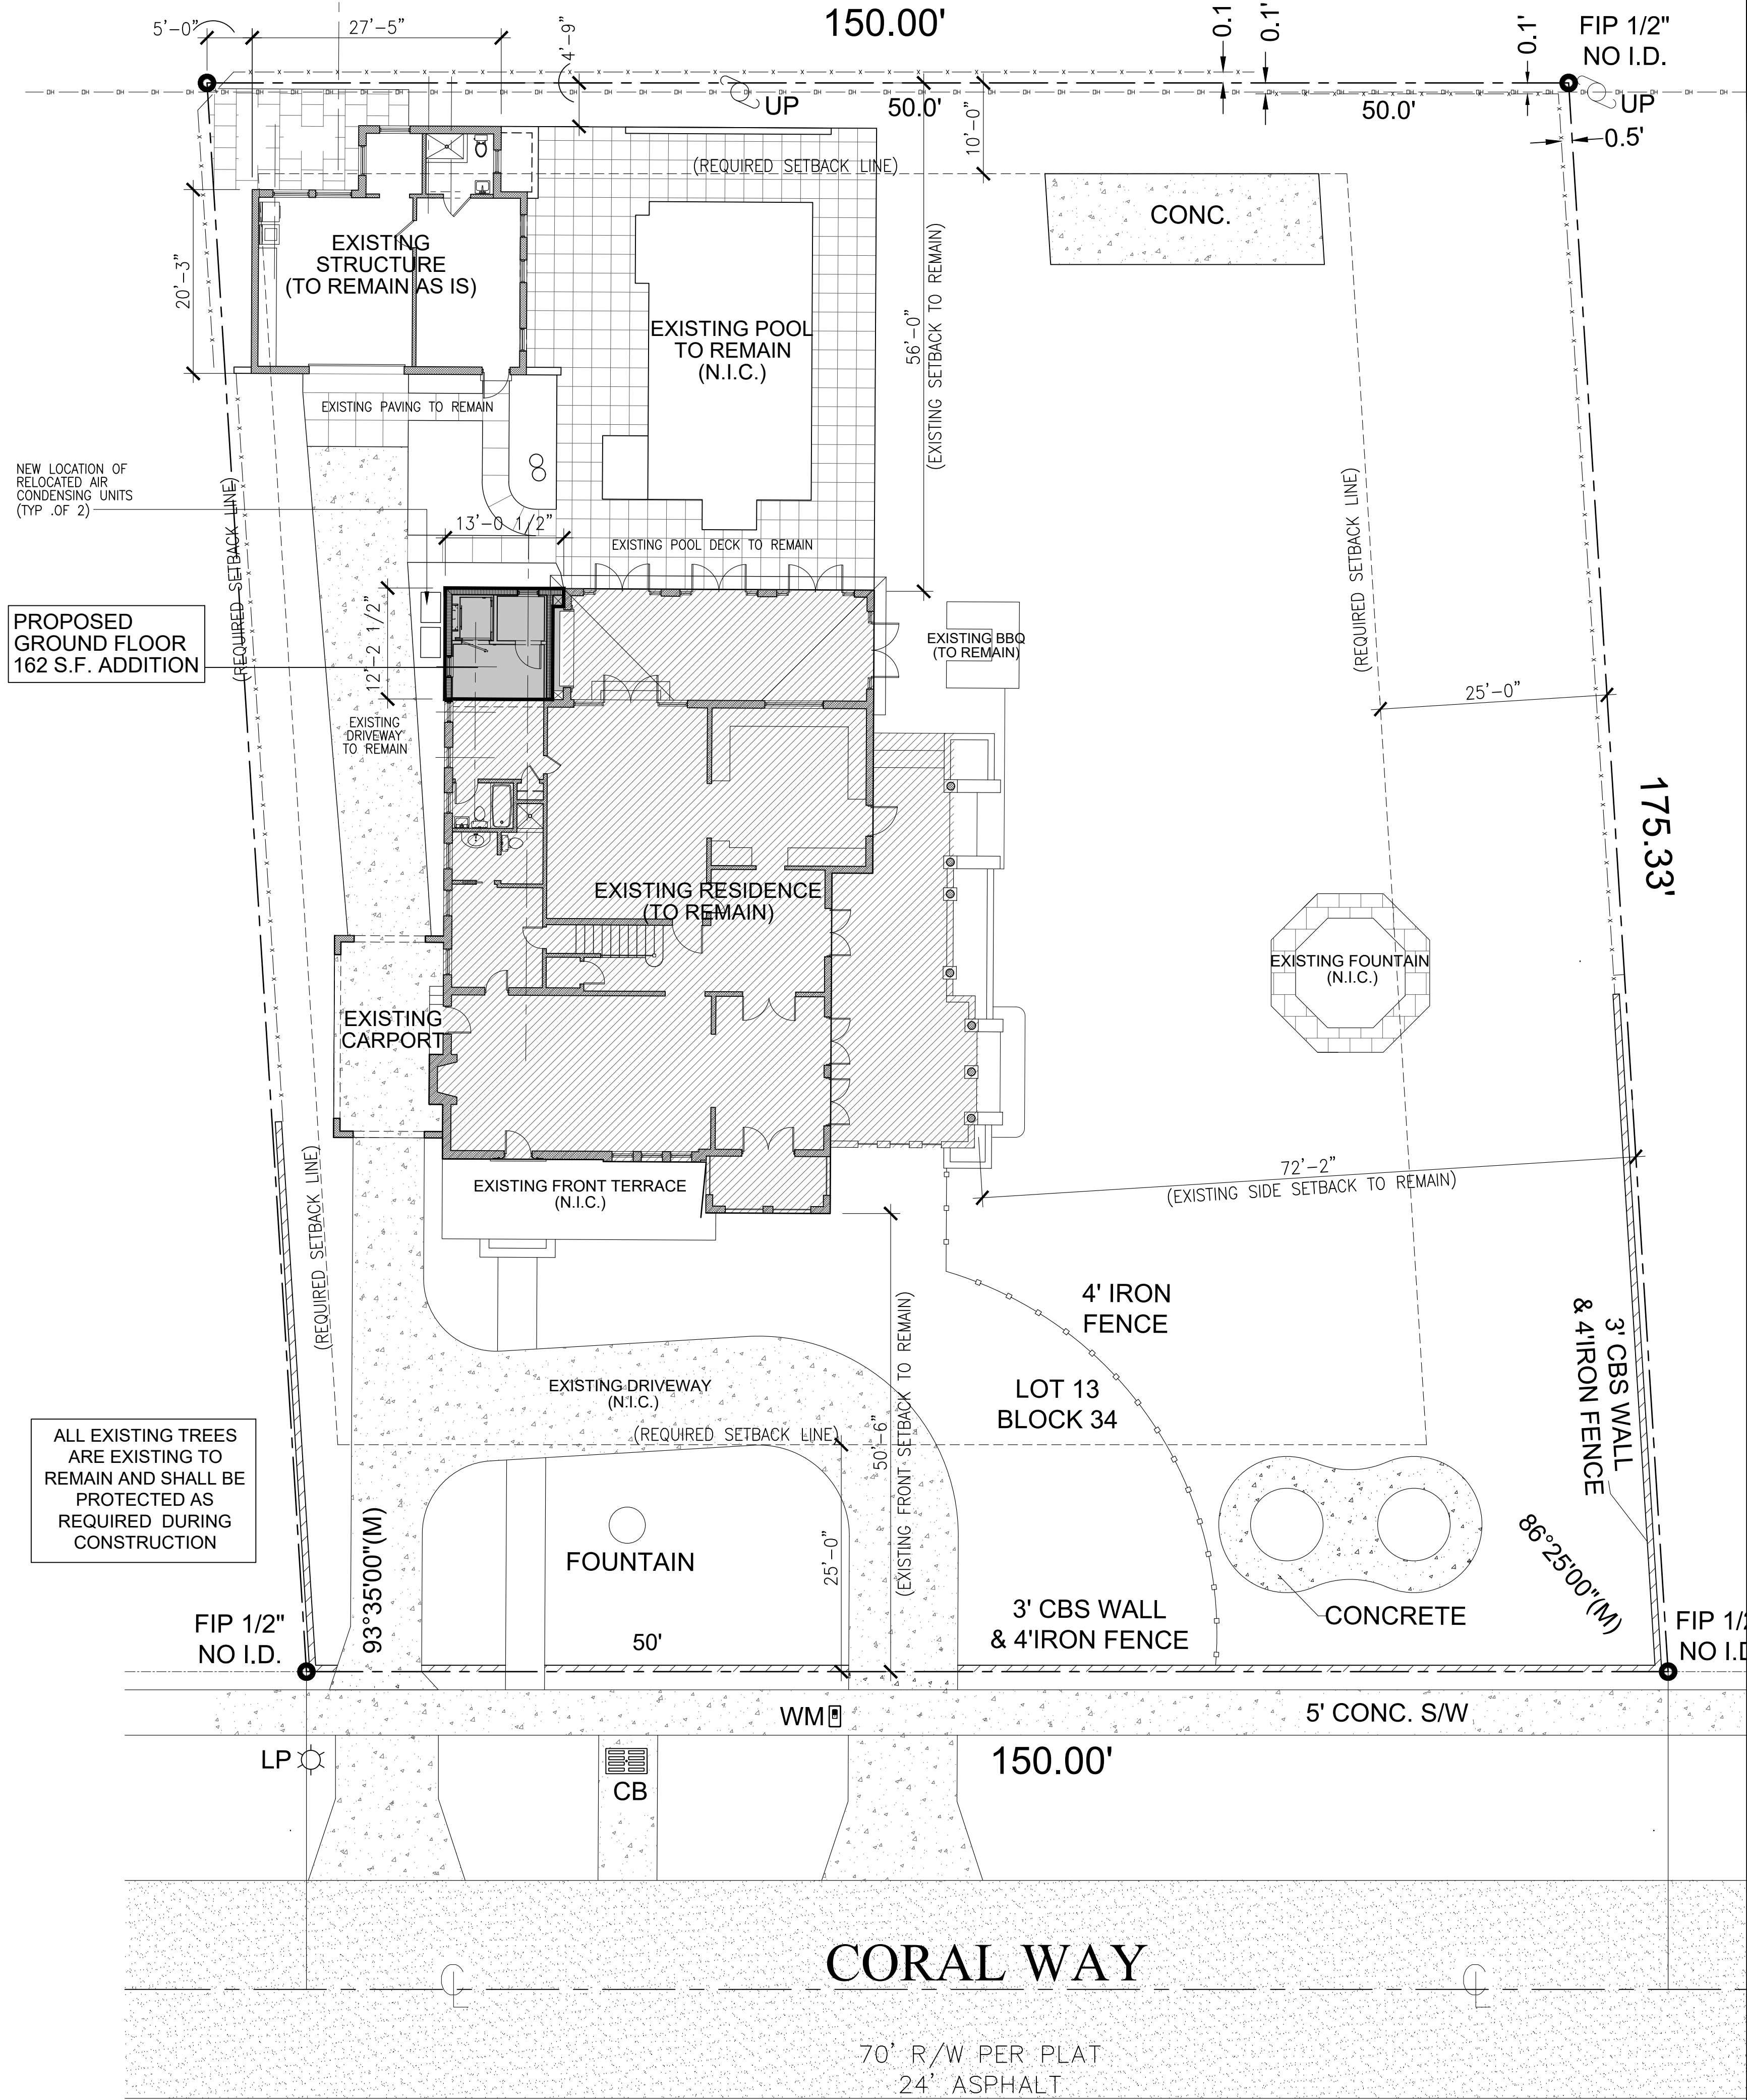 150.00'
5'-0"
27'-5"
4'-9"
0.1
0.1'
0.1'
FIP 1/2"
NO I.D.
UP
50.0'
10'-0"
50.0'
UP
0.5'
(REQUIRED SETBACK LINE)
CONC.
20'-3"
EXISTING
STRUCTURE
(TO REMAIN AS IS)
EXISTING POOL
TO REMAIN
(N.I.C.)
56'-0"
(EXISTING SETBACK TO REMAIN)
EXISTING PAVING TO REMAIN
NEW LOCATION OF
RELOCATED AIR
CONDENSING UNITS
(TYP .OF 2)
(REQUIRED SETBACK LINE)
(REQUIRED SETBACK LINE)
13'-0 1/2"
EXISTING POOL DECK TO REMAIN
PROPOSED
GROUND FLOOR
162 S.F. ADDITION
12"-2 1/2"
EXISTING BBQ
(TO REMAIN)
25'-0"
EXISTING
DRIVEWAY
TO REMAIN
175.33'
EXISTING RESIDENCE
(TO REMAIN)
EXISTING FOUNTAIN
(N.I.C.)
EXISTING
CARPORT
72'-2"
(EXISTING SIDE SETBACK TO REMAIN)
EXISTING FRONT TERRACE
(N.I.C.)
(REQUIRED SETBACK LINE)
4' IRON
FENCE
3' CBS WALL
& 4'IRON FENCE
EXISTING DRIVEWAY
(N.I.C.)
LOT 13
BLOCK 34
(REQUIRED SETBACK LINE)
50'-6"
(EXISTING FRONT SETBACK TO REMAIN)
ALL EXISTING TREES
ARE EXISTING TO
REMAIN AND SHALL BE
PROTECTED AS
REQUIRED DURING
CONSTRUCTION
93°35'00"(M)
FOUNTAIN
25'-0"
86°25'00"(M)
3' CBS WALL
& 4'IRON FENCE
CONCRETE
FIP 1/2"
NO I.D.
50'
FIP 1/2
NO I.D
WM
5' CONC. S/W
LP
CB
150.00'
CORAL WAY
70' R/W PER PLAT
24' ASPHALT